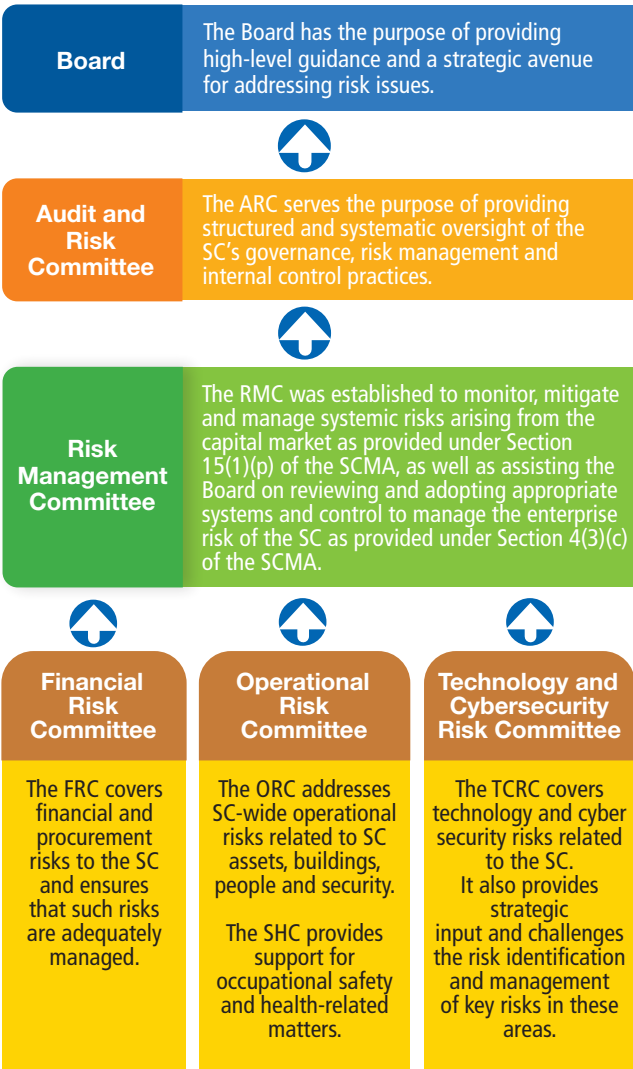 Board
The Board has the purpose of providing
high-level guidance and a strategic avenue
for addressing risk issues.
Audit and
Risk
Committee
The ARC serves the purpose of providing
structured and systematic oversight of the
SC's governance, risk management and
internal control practices.
Risk
Management
Committee
The RMC was established to monitor, mitigate
and manage systemic risks arising from the
capital market as provided under Section
15(1)(p) of the SCMA, as well as assisting the
Board on reviewing and adopting appropriate
systems and control to manage the enterprise
risk of the SC as provided under Section 4(3)(c)
of the SCMA.
Financial
Risk
Committee
The FRC covers
financial and
procurement
risks to the SC
and ensures
that such risks
are adequately
managed.
Operational
Risk
Committee
The ORC addresses
SC-wide operational
risks related to SC
assets, buildings,
people and security.
The SHC provides
support for
occupational safety
and health-related
matters.
Technology and
Cybersecurity
Risk Committee
The TCRC covers
technology and cyber
security risks related
to the SC.
It also provides
strategic
input and challenges
the risk identification
and management
of key risks in these
areas.